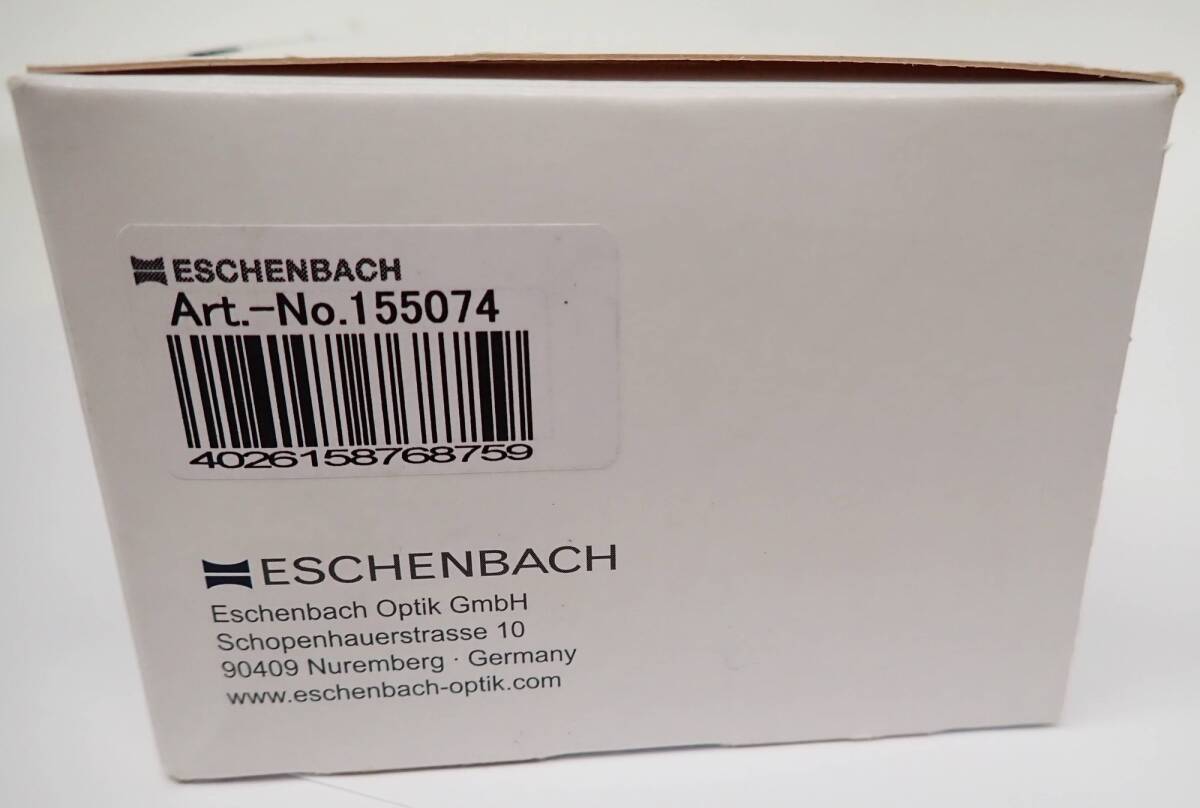 ESCHENBACH
Art.-No.155074
4026158768759
ESCHENBACH
Eschenbach Optik GmbH
Schopenhauerstrasse 10
90409 Nuremberg · Germany
www.eschenbach-optik.com